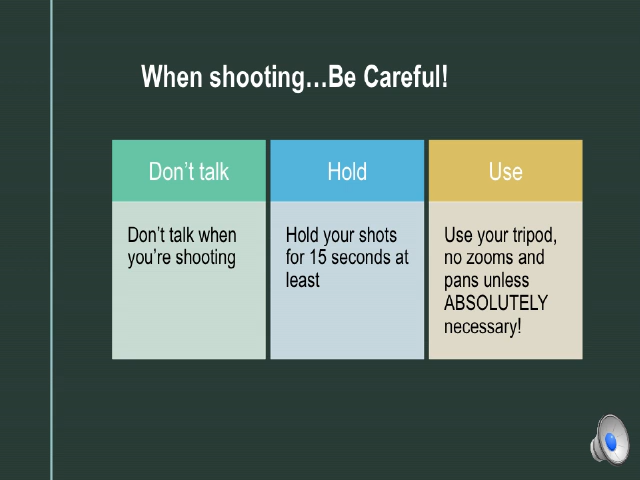 When shooting…Be Careful!
Don’t talk
Hold
Use
Don’t talk when
you’re shooting
Hold your shots
for 15 seconds at
least
Use your tripod,
no zooms and
pans unless
ABSOLUTELY
necessary!